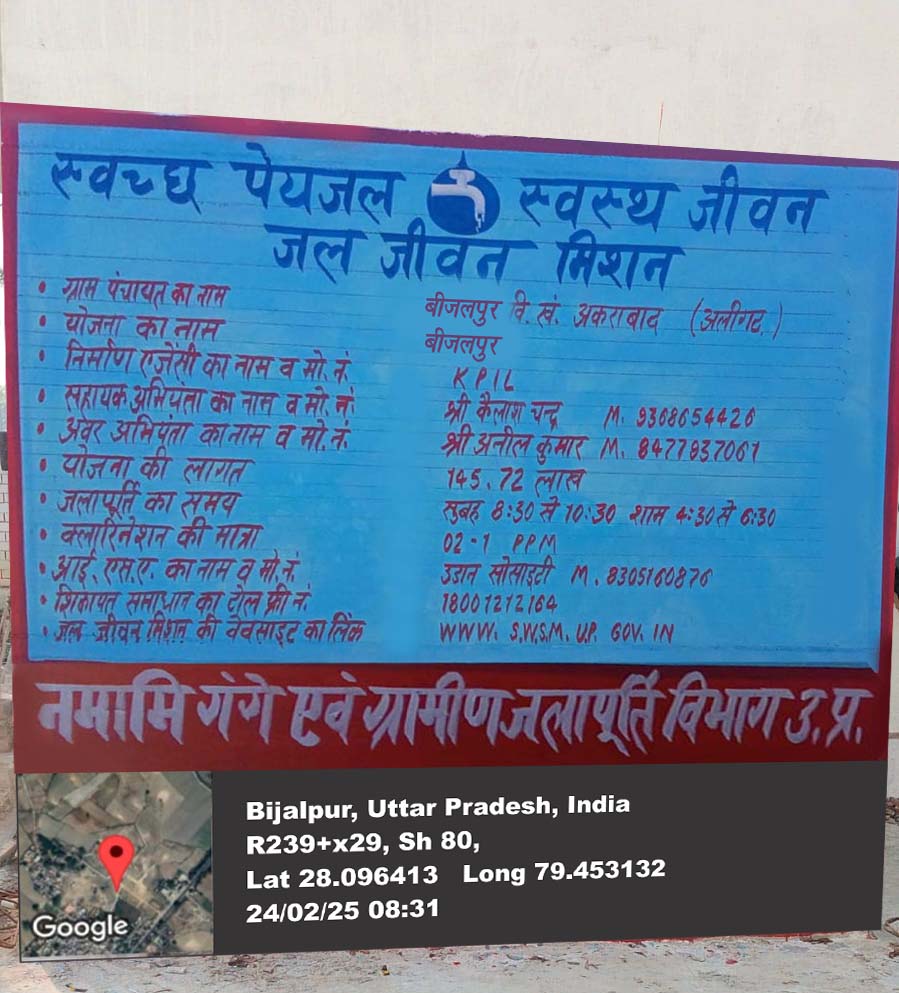 स्वच्छ पेयजल स्वस्थ जीवन
जल जीवन मिशन
• ग्राम पंचायत का नाम बीजलपुर वि. खं. अकराबाद (अलीगढ़)
• योजना का नाम बीजलपुर
• निर्माण एजेंसी का नाम व मो. नं. KPIL
• सहायक अभियंता का नाम व मो. नं. श्री कैलाश चन्द्र M. 9368654426
• अवर अभियंता का नाम व मो. नं. श्री अनील कुमार M. 8477937061
• योजना की लागत 145.72 लाख
• जलापूर्ति का समय सुबह 8:30 से 10:30 शाम 4:30 से 6:30
• क्लारिनेशन की मात्रा 02-1 PPM
• आई. एस.ए. का नाम व मो. नं. उडान सोसाइटी M. 8305160876
• शिकायत समाधान का टोल फ्री नं. 18001212164
• जल जीवन मिशन की वेवसाइट का लिंक WWW. S.W.S.M. U.P. GOV. IN
नमामि गंगे एवं ग्रामीण जलापूर्ति विभाग उ.प्र.
Bijalpur, Uttar Pradesh, India
R239+x29, Sh 80,
Lat 28.096413 Long 79.453132
24/02/25 08:31
Google